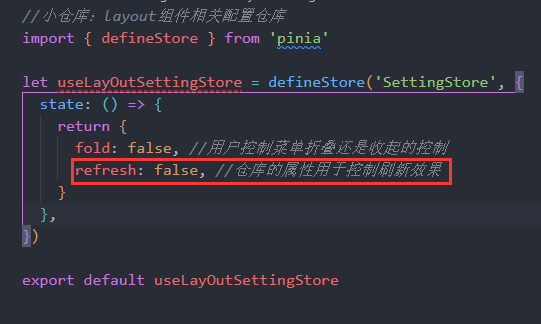 //小仓库：layout组件相关配置仓库
import { defineStore } from 'pinia'
let useLayOutSettingStore = defineStore('SettingStore', {
state: () => {
return {
fold: false, //用户控制菜单折叠还是收起的控制
refresh: false, //仓库的属性用于控制刷新效果
}
},
})
export default useLayOutSettingStore